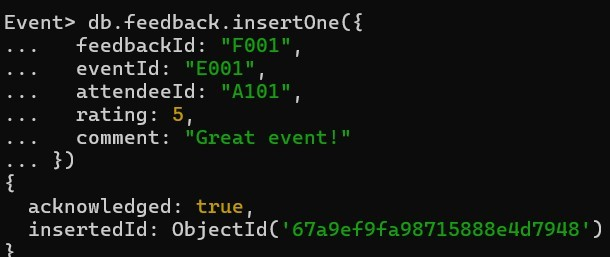 Event> db.feedback.insertOne({
...   feedbackId: "F001",
...   eventId: "E001",
...   attendeeId: "A101",
...   rating: 5,
...   comment: "Great event!"
... })
{
  acknowledged: true,
  insertedId: ObjectId('67a9ef9fa98715888e4d7948')
}